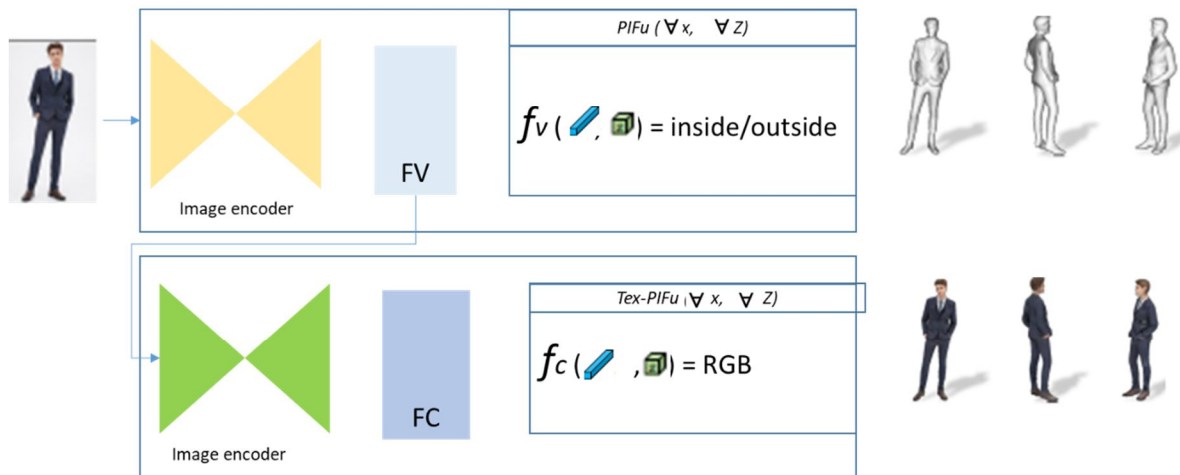 PIFu (∀ x, ∀ Z)
fv ( , ) = inside/outside
FV
Image encoder
Tex-PIFu (∀ x, ∀ Z)
fc ( , ) = RGB
FC
Image encoder